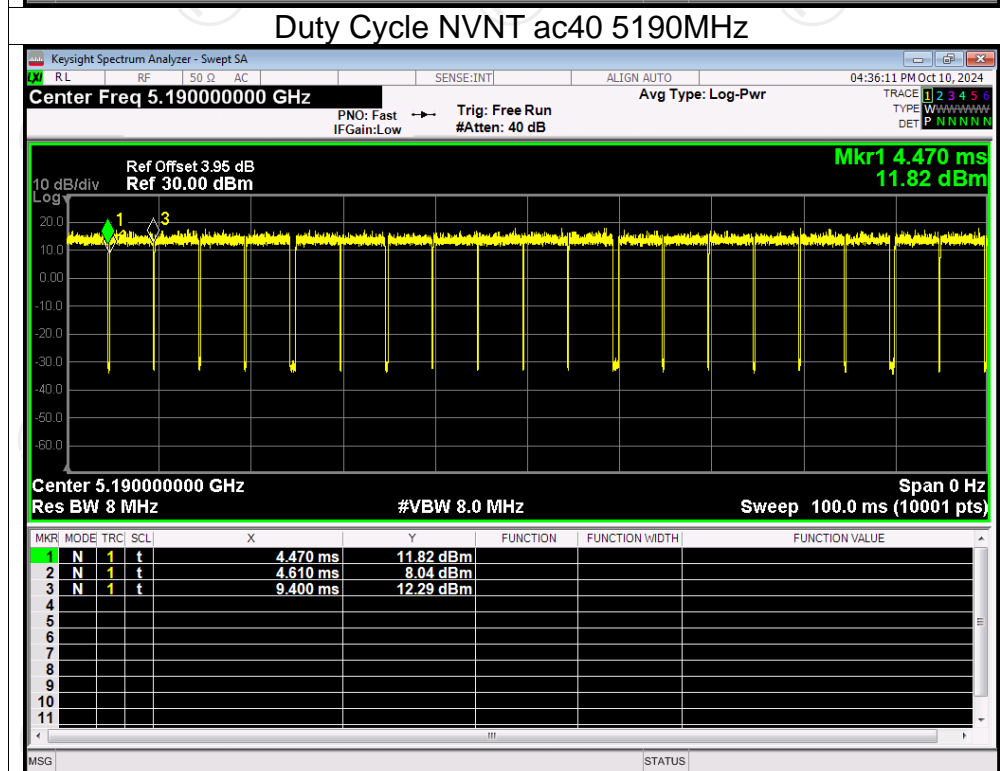 Duty Cycle NVNT ac40 5190MHz
Keysight Spectrum Analyzer - Swept SA
LXI RL RF 50 Ω AC SENSE:INT ALIGN AUTO 04:36:11 PM Oct 10, 2024
Center Freq 5.190000000 GHz Avg Type: Log-Pwr TRACE 1 2 3 4 5 6
PNO: Fast Trig: Free Run TYPE WWWWWW
IFGain:Low #Atten: 40 dB DET P N N N N N
Mkr1 4.470 ms
11.82 dBm
Ref Offset 3.95 dB
10 dB/div Ref 30.00 dBm
Log
1 3
20.0
10.0
0.00
-10.0
-20.0
-30.0
-40.0
-50.0
-60.0
Center 5.190000000 GHz Span 0 Hz
Res BW 8 MHz #VBW 8.0 MHz Sweep 100.0 ms (10001 pts)
MKR MODE TRC SCL X Y FUNCTION FUNCTION WIDTH FUNCTION VALUE
1 N 1 t 4.470 ms 11.82 dBm
2 N 1 t 4.610 ms 8.04 dBm
3 N 1 t 9.400 ms 12.29 dBm
4
5
6
7
8
9
10
11
MSG STATUS